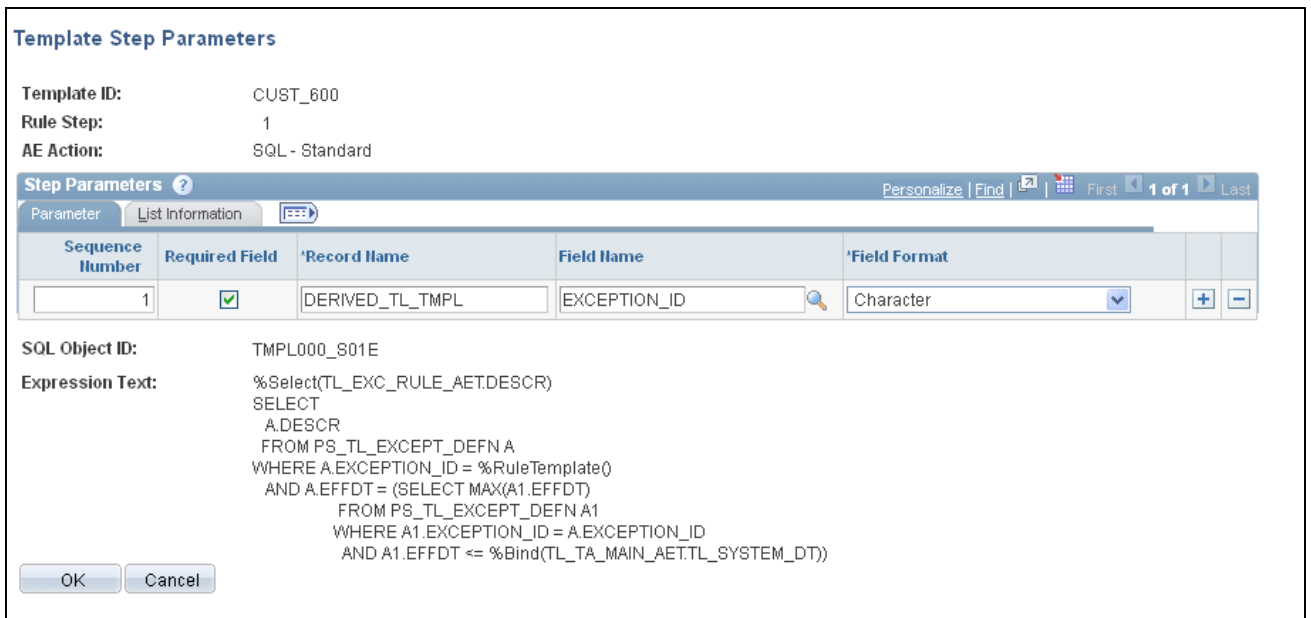 Template Step Parameters
Template ID: CUST_600
Rule Step: 1
AE Action: SQL - Standard
Step Parameters ? Personalize | Find | | First 1 of 1 Last
Parameter List Information
Sequence Number Required Field *Record Name Field Name *Field Format
1 DERIVED_TL_TMPL EXCEPTION_ID Character + −
SQL Object ID: TMPL000_S01E
Expression Text: %Select(TL_EXC_RULE_AET.DESCR)
SELECT
A.DESCR
FROM PS_TL_EXCEPT_DEFN A
WHERE A.EXCEPTION_ID = %RuleTemplate()
AND A.EFFDT = (SELECT MAX(A1.EFFDT)
FROM PS_TL_EXCEPT_DEFN A1
WHERE A1.EXCEPTION_ID = A.EXCEPTION_ID
AND A1.EFFDT <= %Bind(TL_TA_MAIN_AET.TL_SYSTEM_DT))
OK Cancel